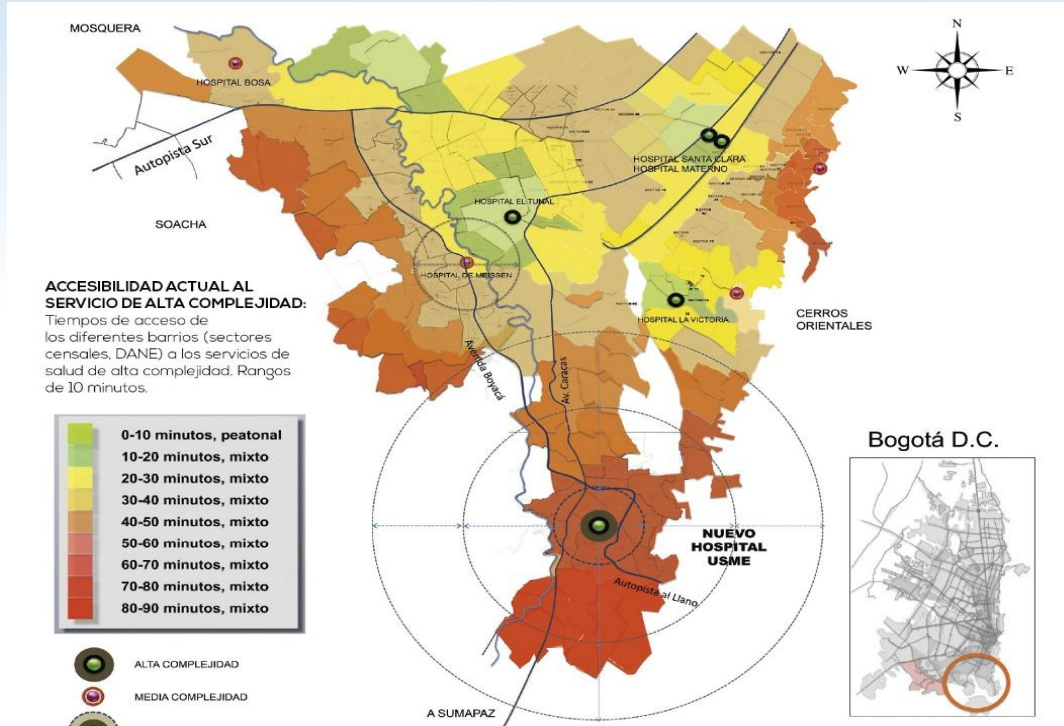 MOSQUERA
HOSPITAL BOSA
Autopista Sur
SOACHA
HOSPITAL SANTA CLARA
HOSPITAL MATERNO
HOSPITAL EL TUNAL
HOSPITAL DE MEISSEN
HOSPITAL LA VICTORIA
CERROS
ORIENTALES
N
W
E
S
ACCESIBILIDAD ACTUAL AL
SERVICIO DE ALTA COMPLEJIDAD:
Tiempos de acceso de
los diferentes barrios (sectores
censales, DANE) a los servicios de
salud de alta complejidad. Rangos
de 10 minutos.
0-10 minutos, peatonal
10-20 minutos, mixto
20-30 minutos, mixto
30-40 minutos, mixto
40-50 minutos, mixto
50-60 minutos, mixto
60-70 minutos, mixto
70-80 minutos, mixto
80-90 minutos, mixto
ALTA COMPLEJIDAD
MEDIA COMPLEJIDAD
Avenida Boyacá
Av. Caracas
NUEVO
HOSPITAL
USME
Autopista al Llano
A SUMAPAZ
Bogotá D.C.